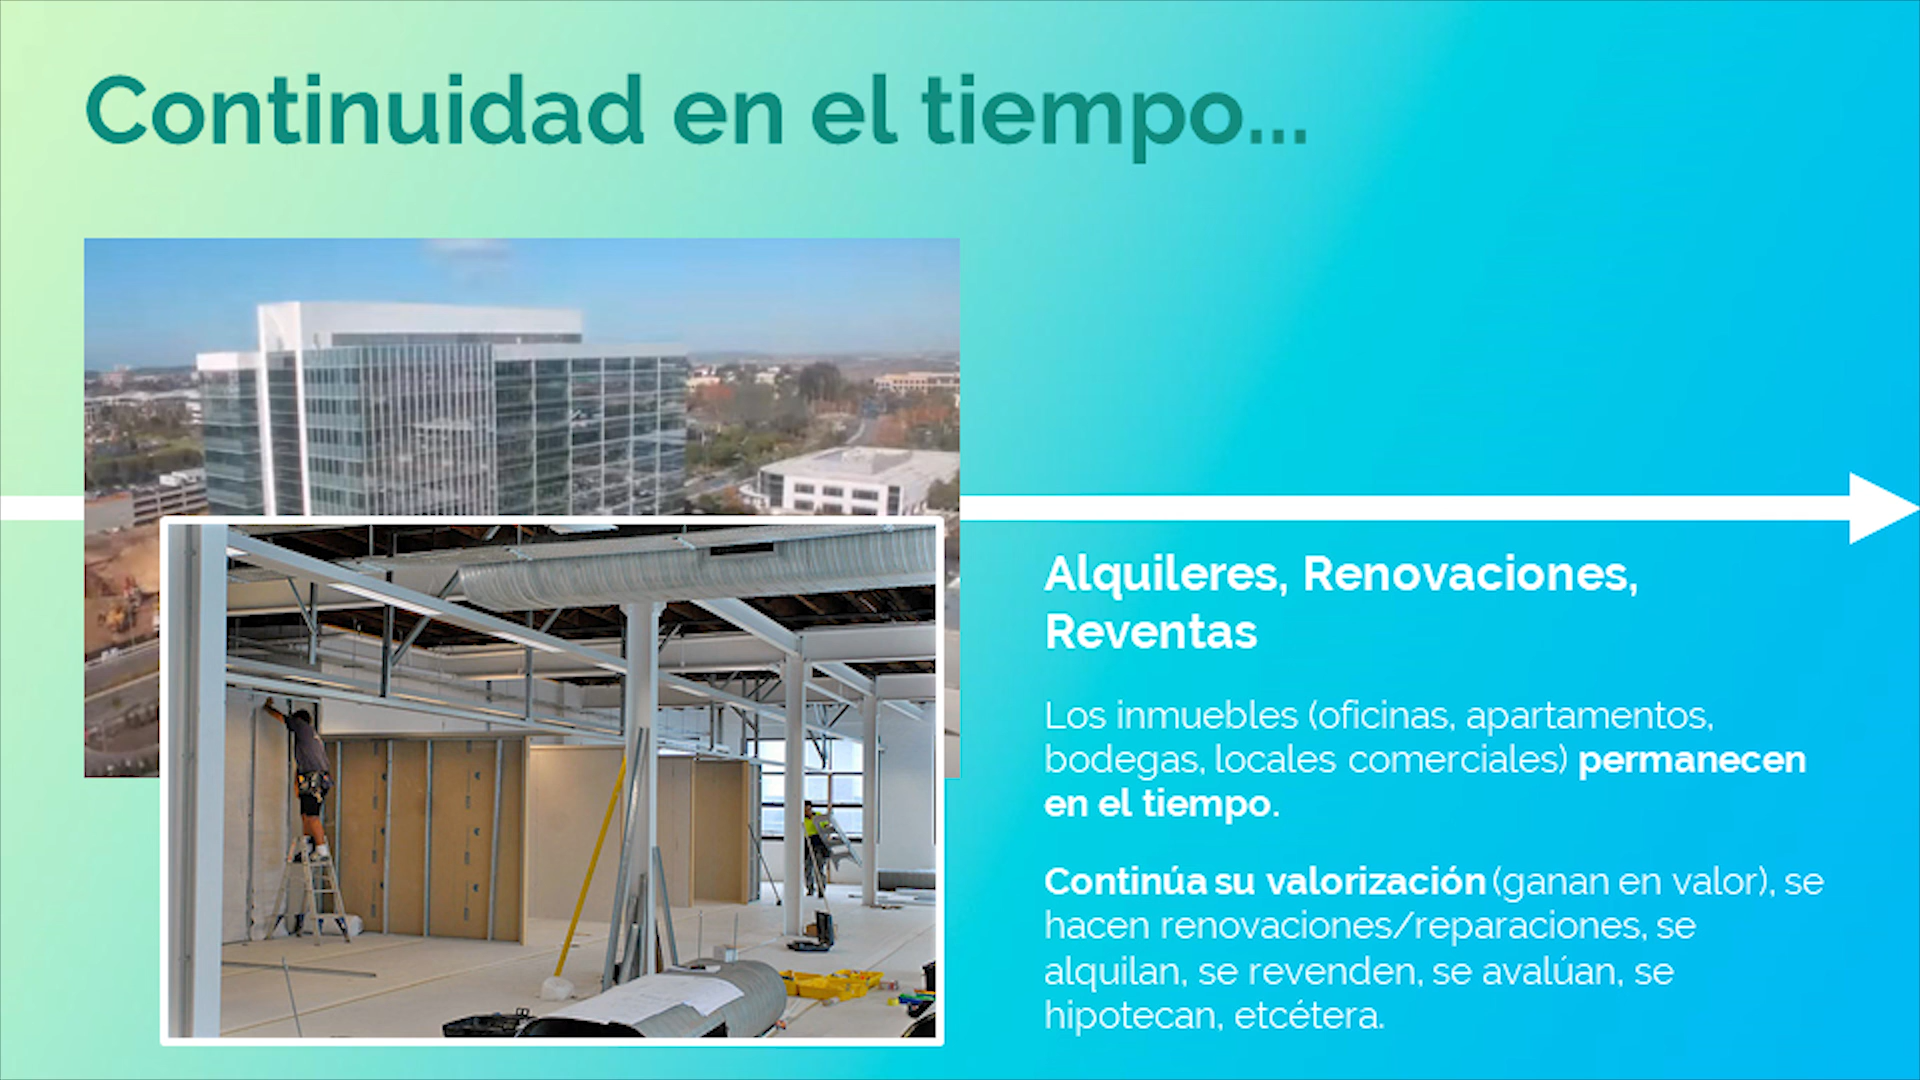 Continuidad en el tiempo...
Alquileres, Renovaciones,
Reventas
Los inmuebles (oficinas, apartamentos,
bodegas, locales comerciales) permanecen
en el tiempo.
Continúa su valorización (ganan en valor), se
hacen renovaciones/reparaciones, se
alquilan, se revenden, se avalúan, se
hipotecan, etcétera.